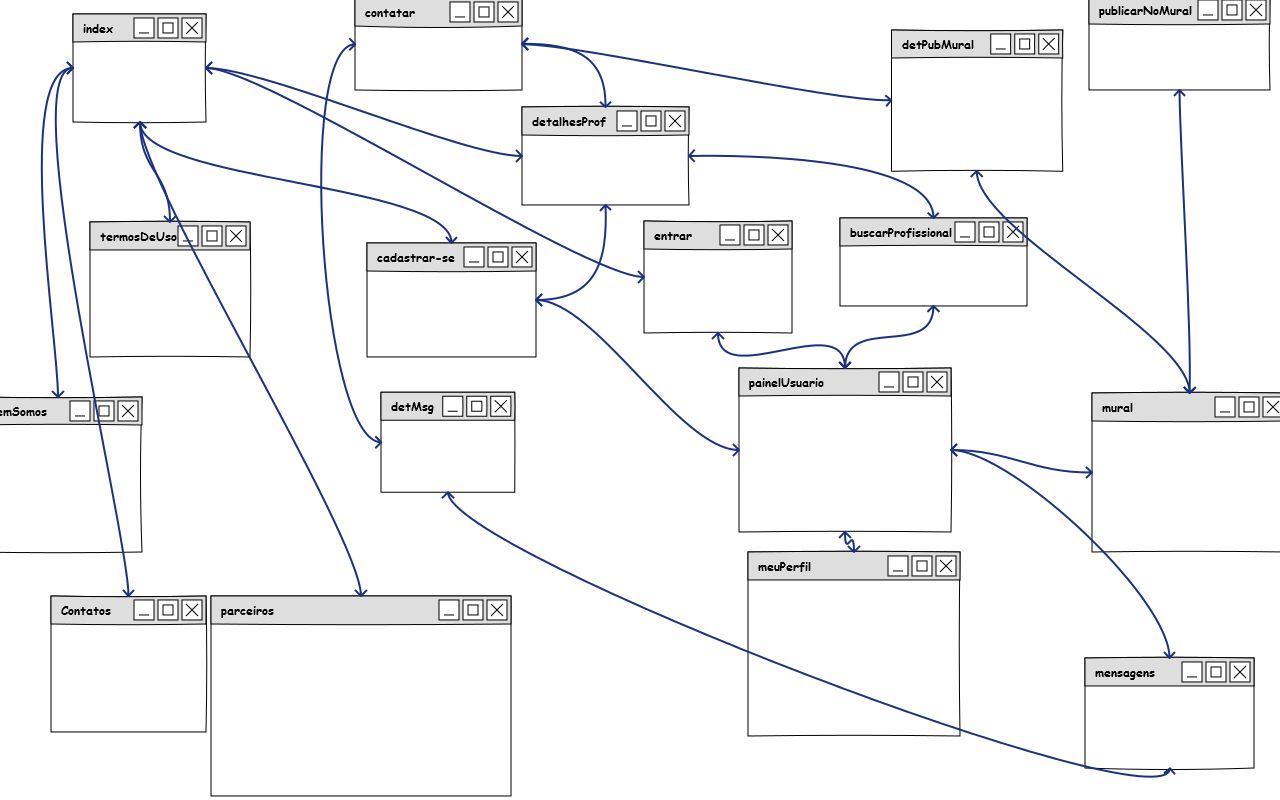 index
contatar
publicarNoMural
detPubMural
detalhesProf
termosDeUso
cadastrar-se
entrar
buscarProfissional
painelUsuario
emSomos
detMsg
mural
meuPerfil
Contatos
parceiros
mensagens